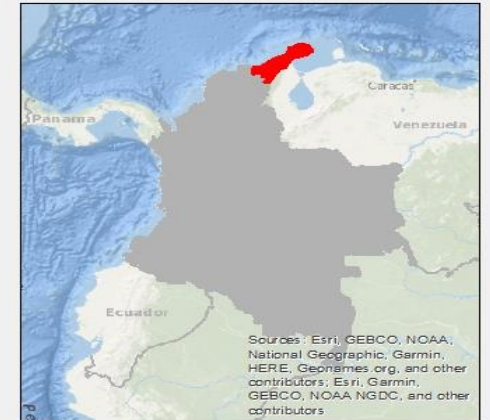 Caracas
Panama
Venezuela
Ecuador
Sources: Esri, GEBCO, NOAA,
National Geographic, Garmin,
HERE, Geonames.org, and other
contributors; Esri, Garmin,
GEBCO, NOAA NGDC, and other
contributors
Pe